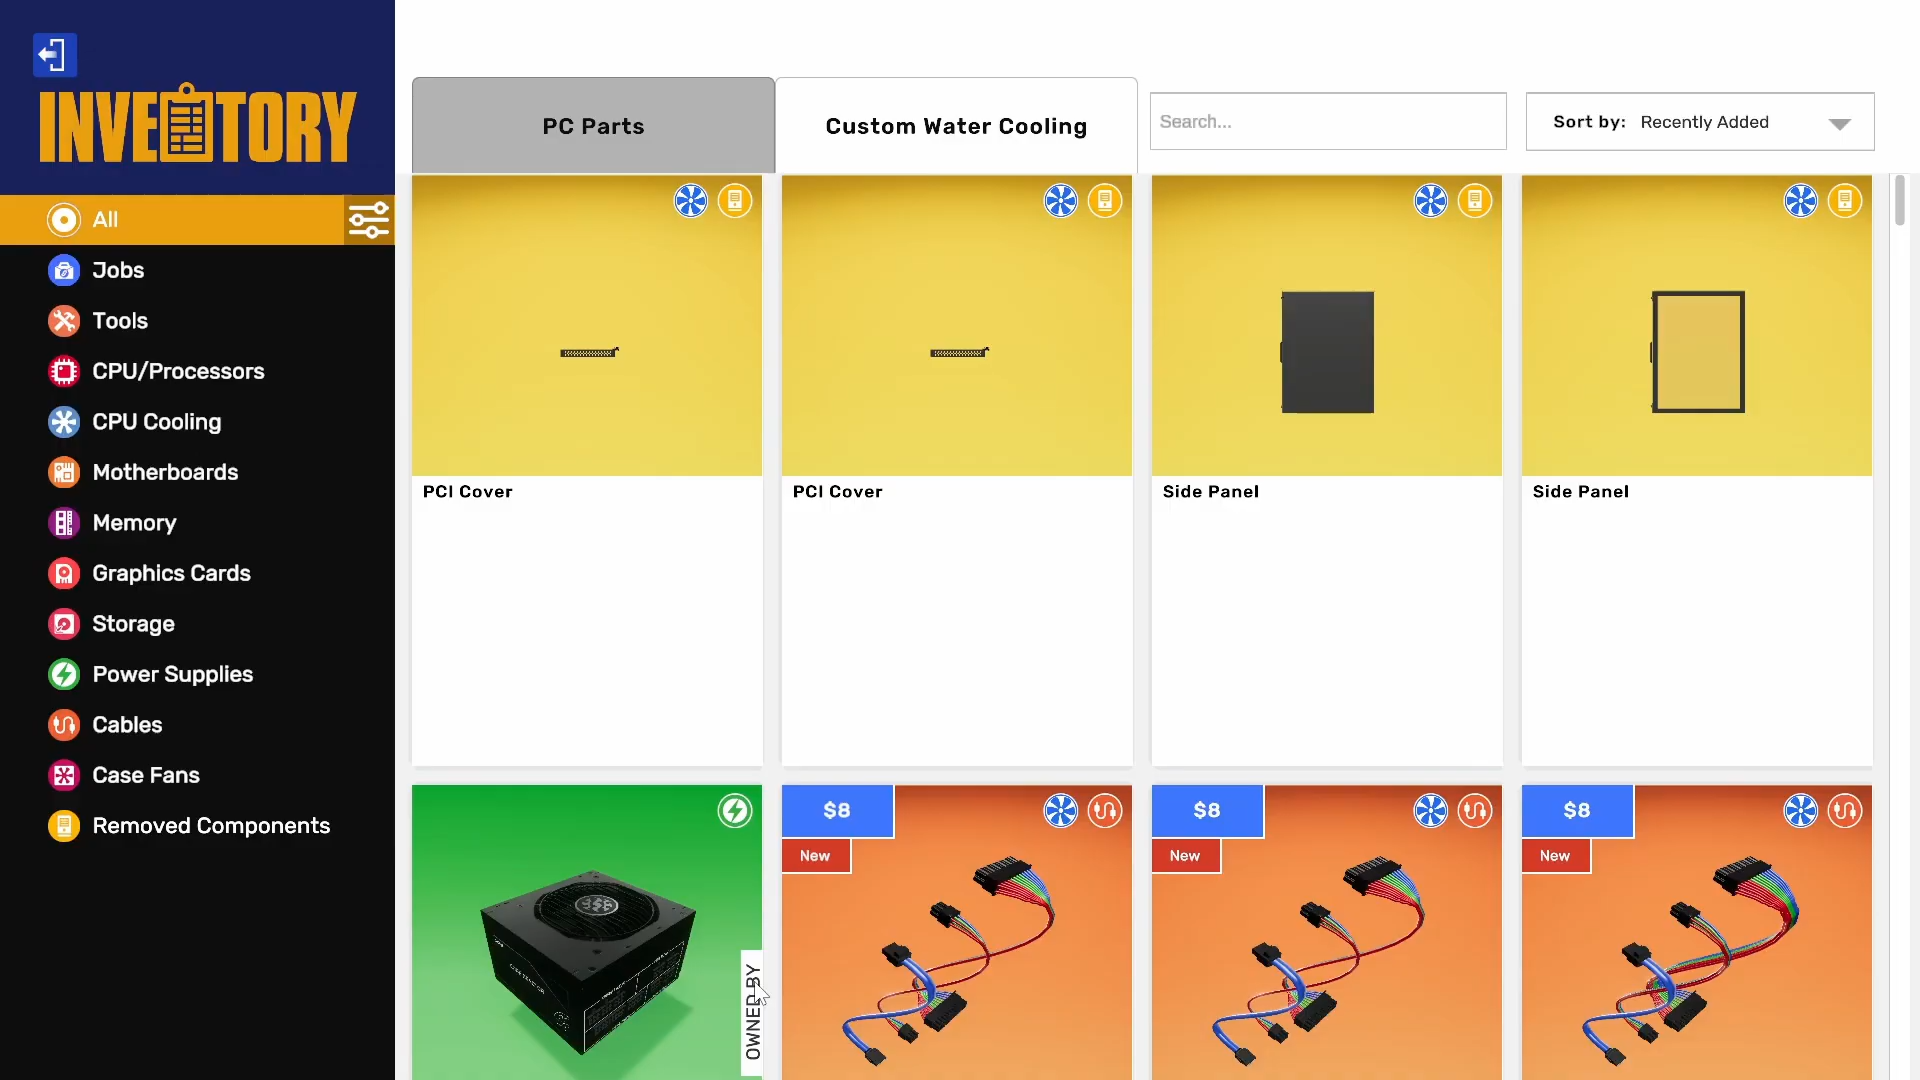 INVENTORY
PC Parts
Custom Water Cooling
Search...
Sort by: Recently Added
All
Jobs
Tools
CPU/Processors
CPU Cooling
Motherboards
Memory
Graphics Cards
Storage
Power Supplies
Cables
Case Fans
Removed Components
PCI Cover
PCI Cover
Side Panel
Side Panel
OWNED BY
$8
New
$8
New
$8
New